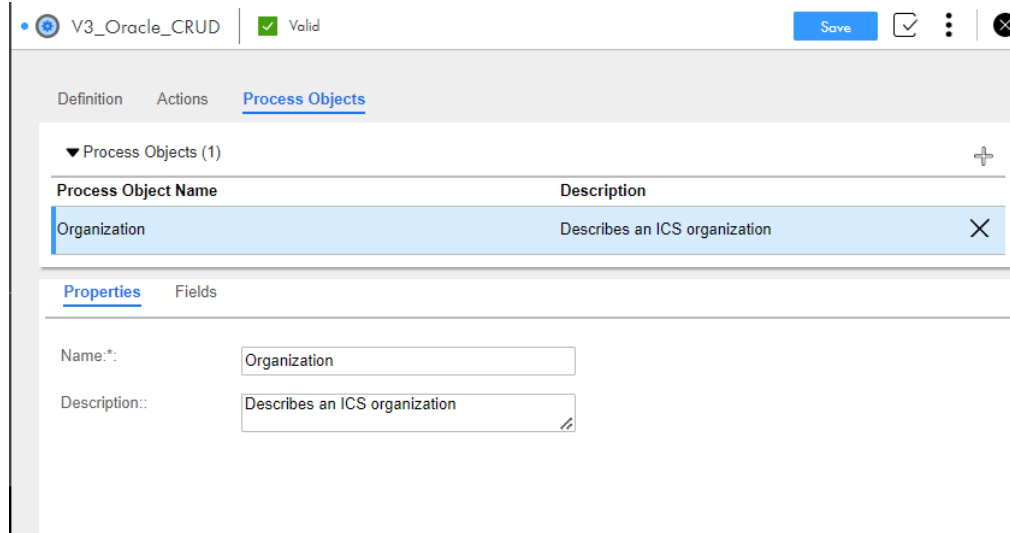 V3_Oracle_CRUD Valid Save
Definition Actions Process Objects
Process Objects (1)
Process Object Name Description
Organization Describes an ICS organization
Properties Fields
Name:*: Organization
Description:: Describes an ICS organization